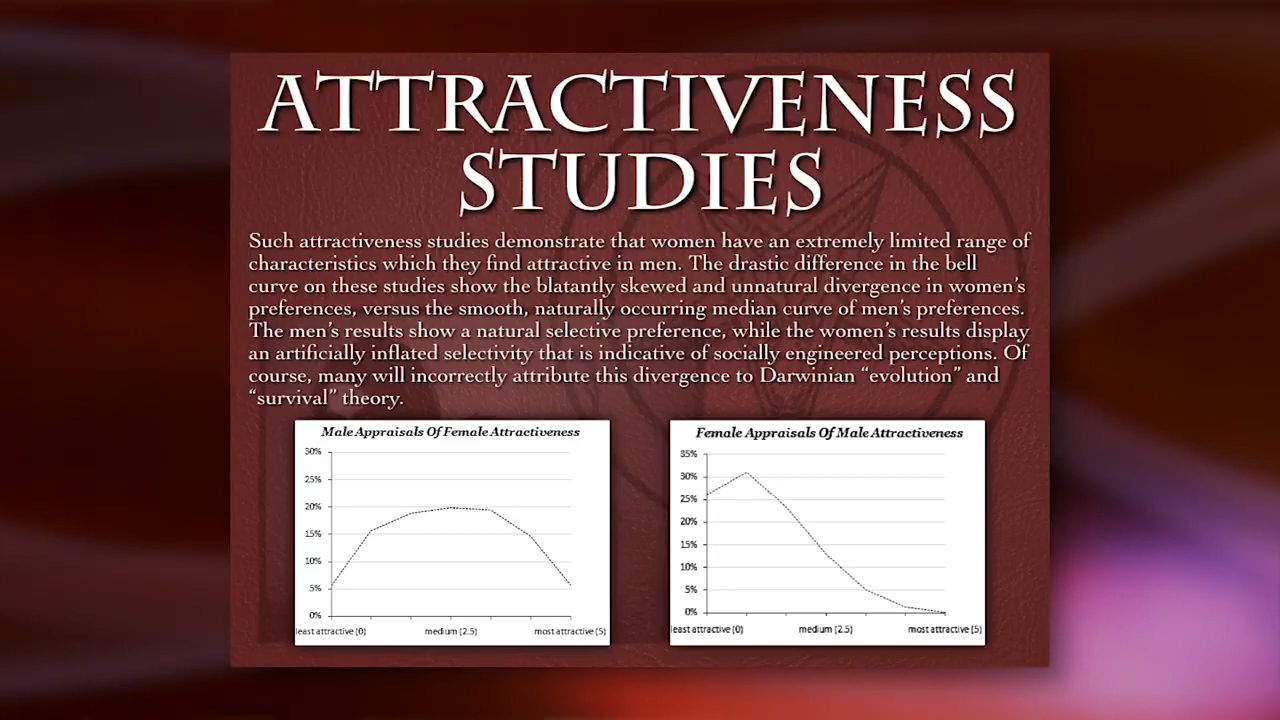 ATTRACTIVENESS
STUDIES
Such attractiveness studies demonstrate that women have an extremely limited range of
characteristics which they find attractive in men. The drastic difference in the bell
curve on these studies show the blatantly skewed and unnatural divergence in women's
preferences, versus the smooth, naturally occurring median curve of men's preferences.
The men's results show a natural selective preference, while the women's results display
an artificially inflated selectivity that is indicative of socially engineered perceptions. Of
course, many will incorrectly attribute this divergence to Darwinian “evolution” and
“survival” theory.
Male Appraisals Of Female Attractiveness
30%
25%
20%
15%
10%
5%
0%
least attractive (0) medium (2.5) most attractive (5)
Female Appraisals Of Male Attractiveness
35%
30%
25%
20%
15%
10%
5%
0%
least attractive (0) medium (2.5) most attractive (5)